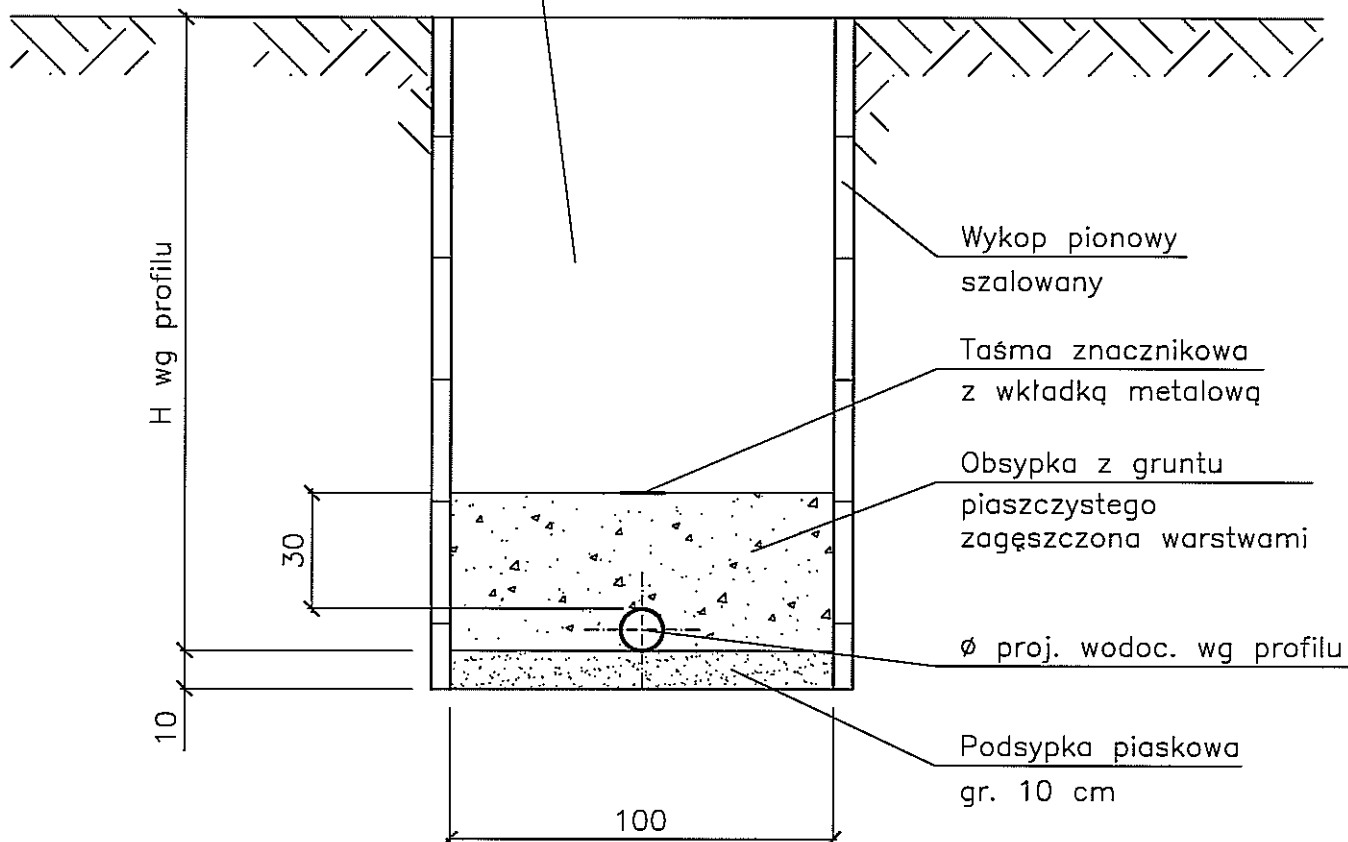 H wg profilu
Wykop pionowy
szalowany
Taśma znacznikowa
z wkładką metalową
Obsypka z gruntu
piaszczystego
zagęszczona warstwami
30
ø proj. wodoc. wg profilu
10
Podsypka piaskowa
gr. 10 cm
100